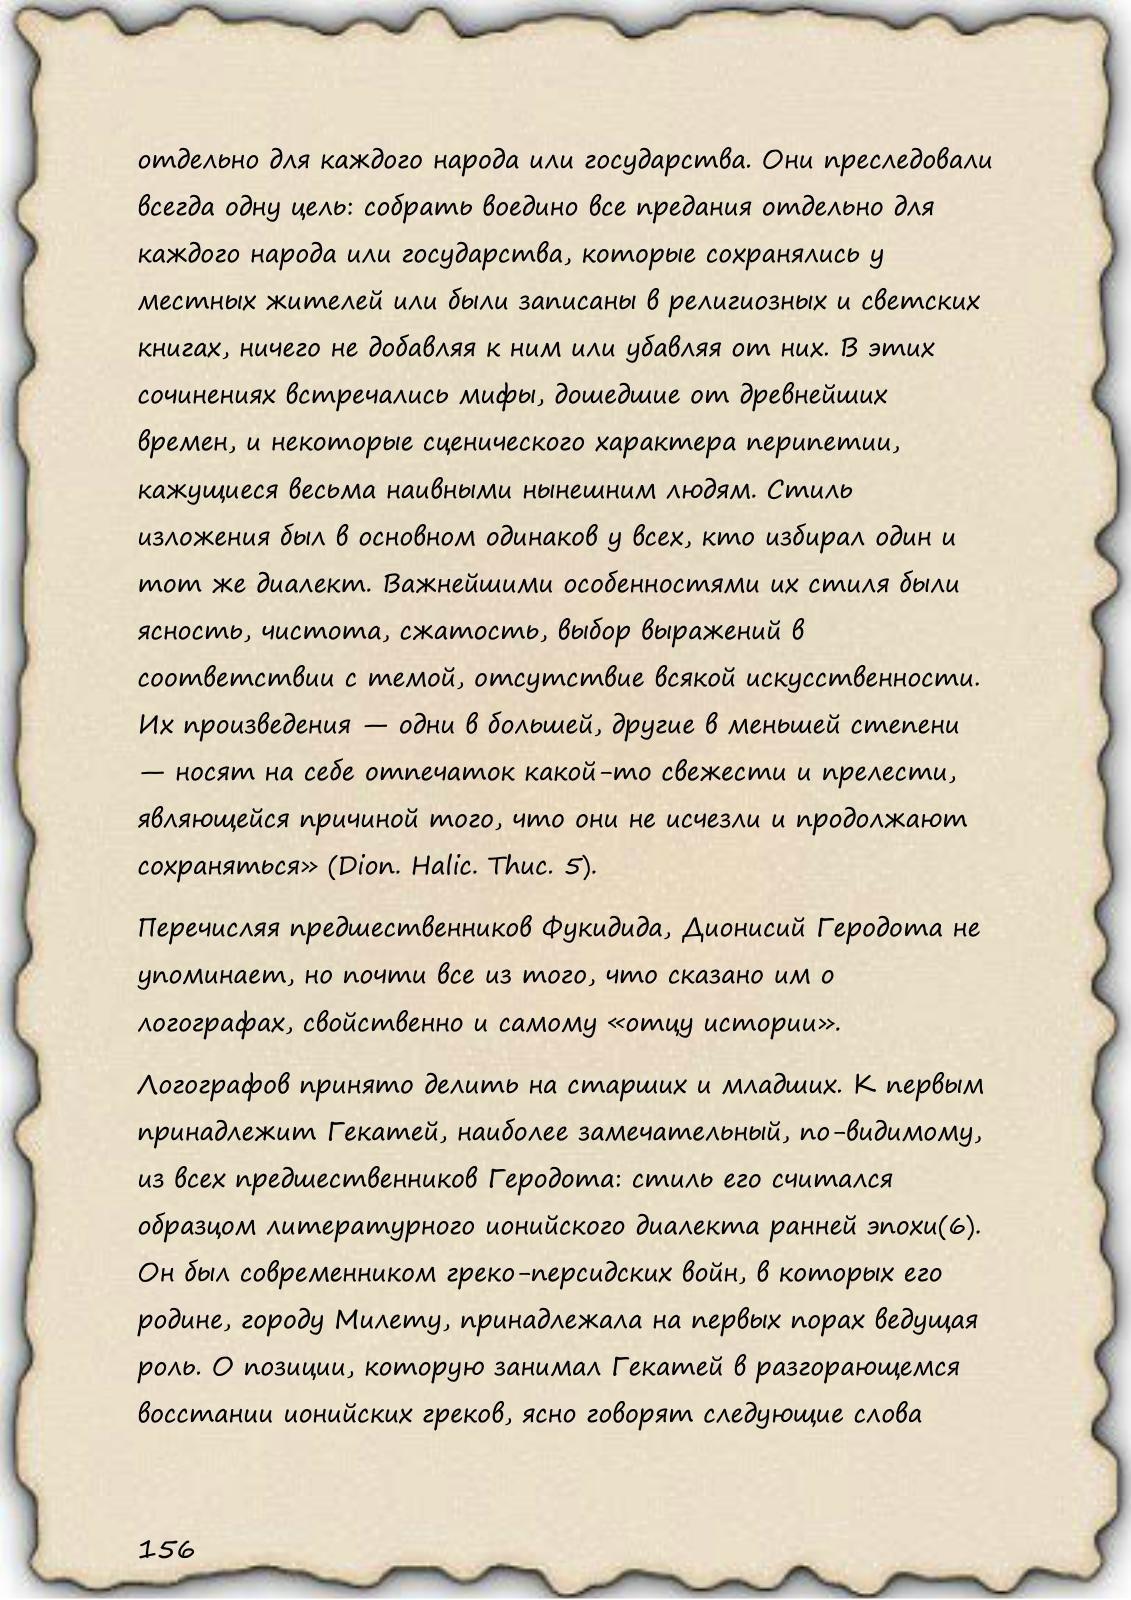 отдельно для каждого народа или государства. Они преследовали
всегда одну цель: собрать воедино все предания отдельно для
каждого народа или государства, которые сохранялись у
местных жителей или были записаны в религиозных и светских
книгах, ничего не добавляя к ним или убавляя от них. В этих
сочинениях встречались мифы, дошедшие от древнейших
времен, и некоторые сценического характера перипетии,
кажущиеся весьма наивными нынешним людям. Стиль
изложения был в основном одинаков у всех, кто избирал один и
тот же диалект. Важнейшими особенностями их стиля были
ясность, чистота, сжатость, выбор выражений в
соответствии с темой, отсутствие всякой искусственности.
Их произведения — одни в большей, другие в меньшей степени
— носят на себе отпечаток какой-то свежести и прелести,
являющейся причиной того, что они не исчезли и продолжают
сохраняться» (Dion. Halic. Thuc. 5).
Перечисляя предшественников Фукидида, Дионисий Геродота не
упоминает, но почти все из того, что сказано им о
логографах, свойственно и самому «отцу истории».
Логографов принято делить на старших и младших. К первым
принадлежит Гекатей, наиболее замечательный, по-видимому,
из всех предшественников Геродота: стиль его считался
образцом литературного ионийского диалекта ранней эпохи(6).
Он был современником греко-персидских войн, в которых его
родине, городу Милету, принадлежала на первых порах ведущая
роль. О позиции, которую занимал Гекатей в разгорающемся
восстании ионийских греков, ясно говорят следующие слова
156